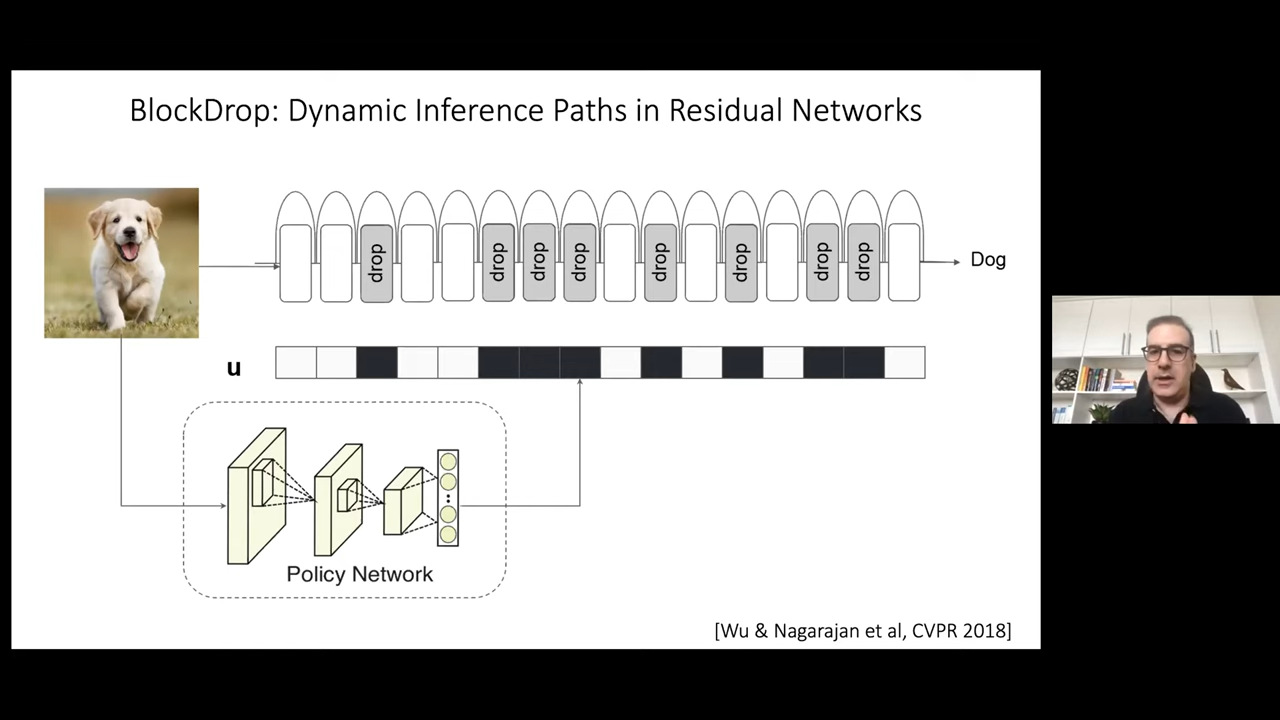 BlockDrop: Dynamic Inference Paths in Residual Networks
drop
drop
drop
drop
drop
drop
drop
drop
Dog
u
Policy Network
[Wu & Nagarajan et al, CVPR 2018]